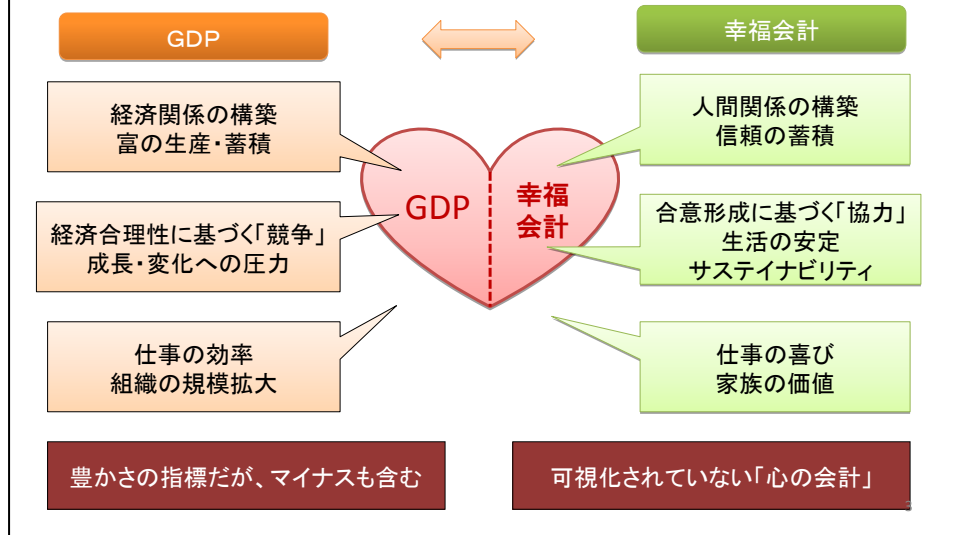 GDP
幸福会計
経済関係の構築
富の生産・蓄積
経済合理性に基づく「競争」
成長・変化への圧力
仕事の効率
組織の規模拡大
GDP
幸福
会計
人間関係の構築
信頼の蓄積
合意形成に基づく「協力」
生活の安定
サステイナビリティ
仕事の喜び
家族の価値
豊かさの指標だが、マイナスも含む
可視化されていない「心の会計」
3